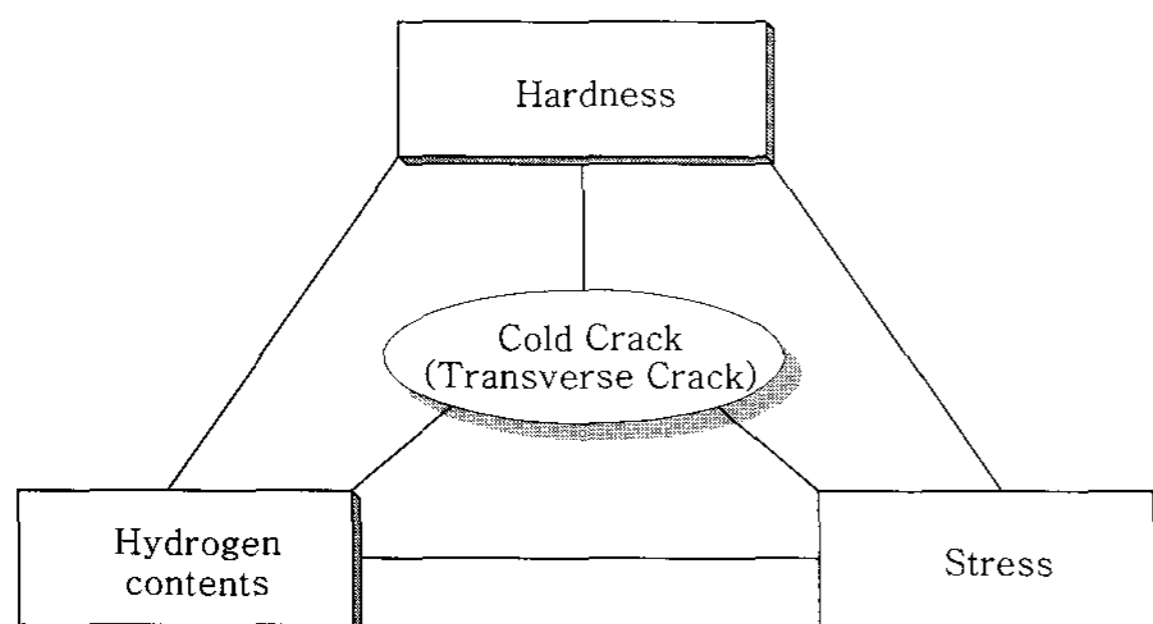 Hardness
Cold Crack
(Transverse Crack)
Hydrogen
contents
Stress